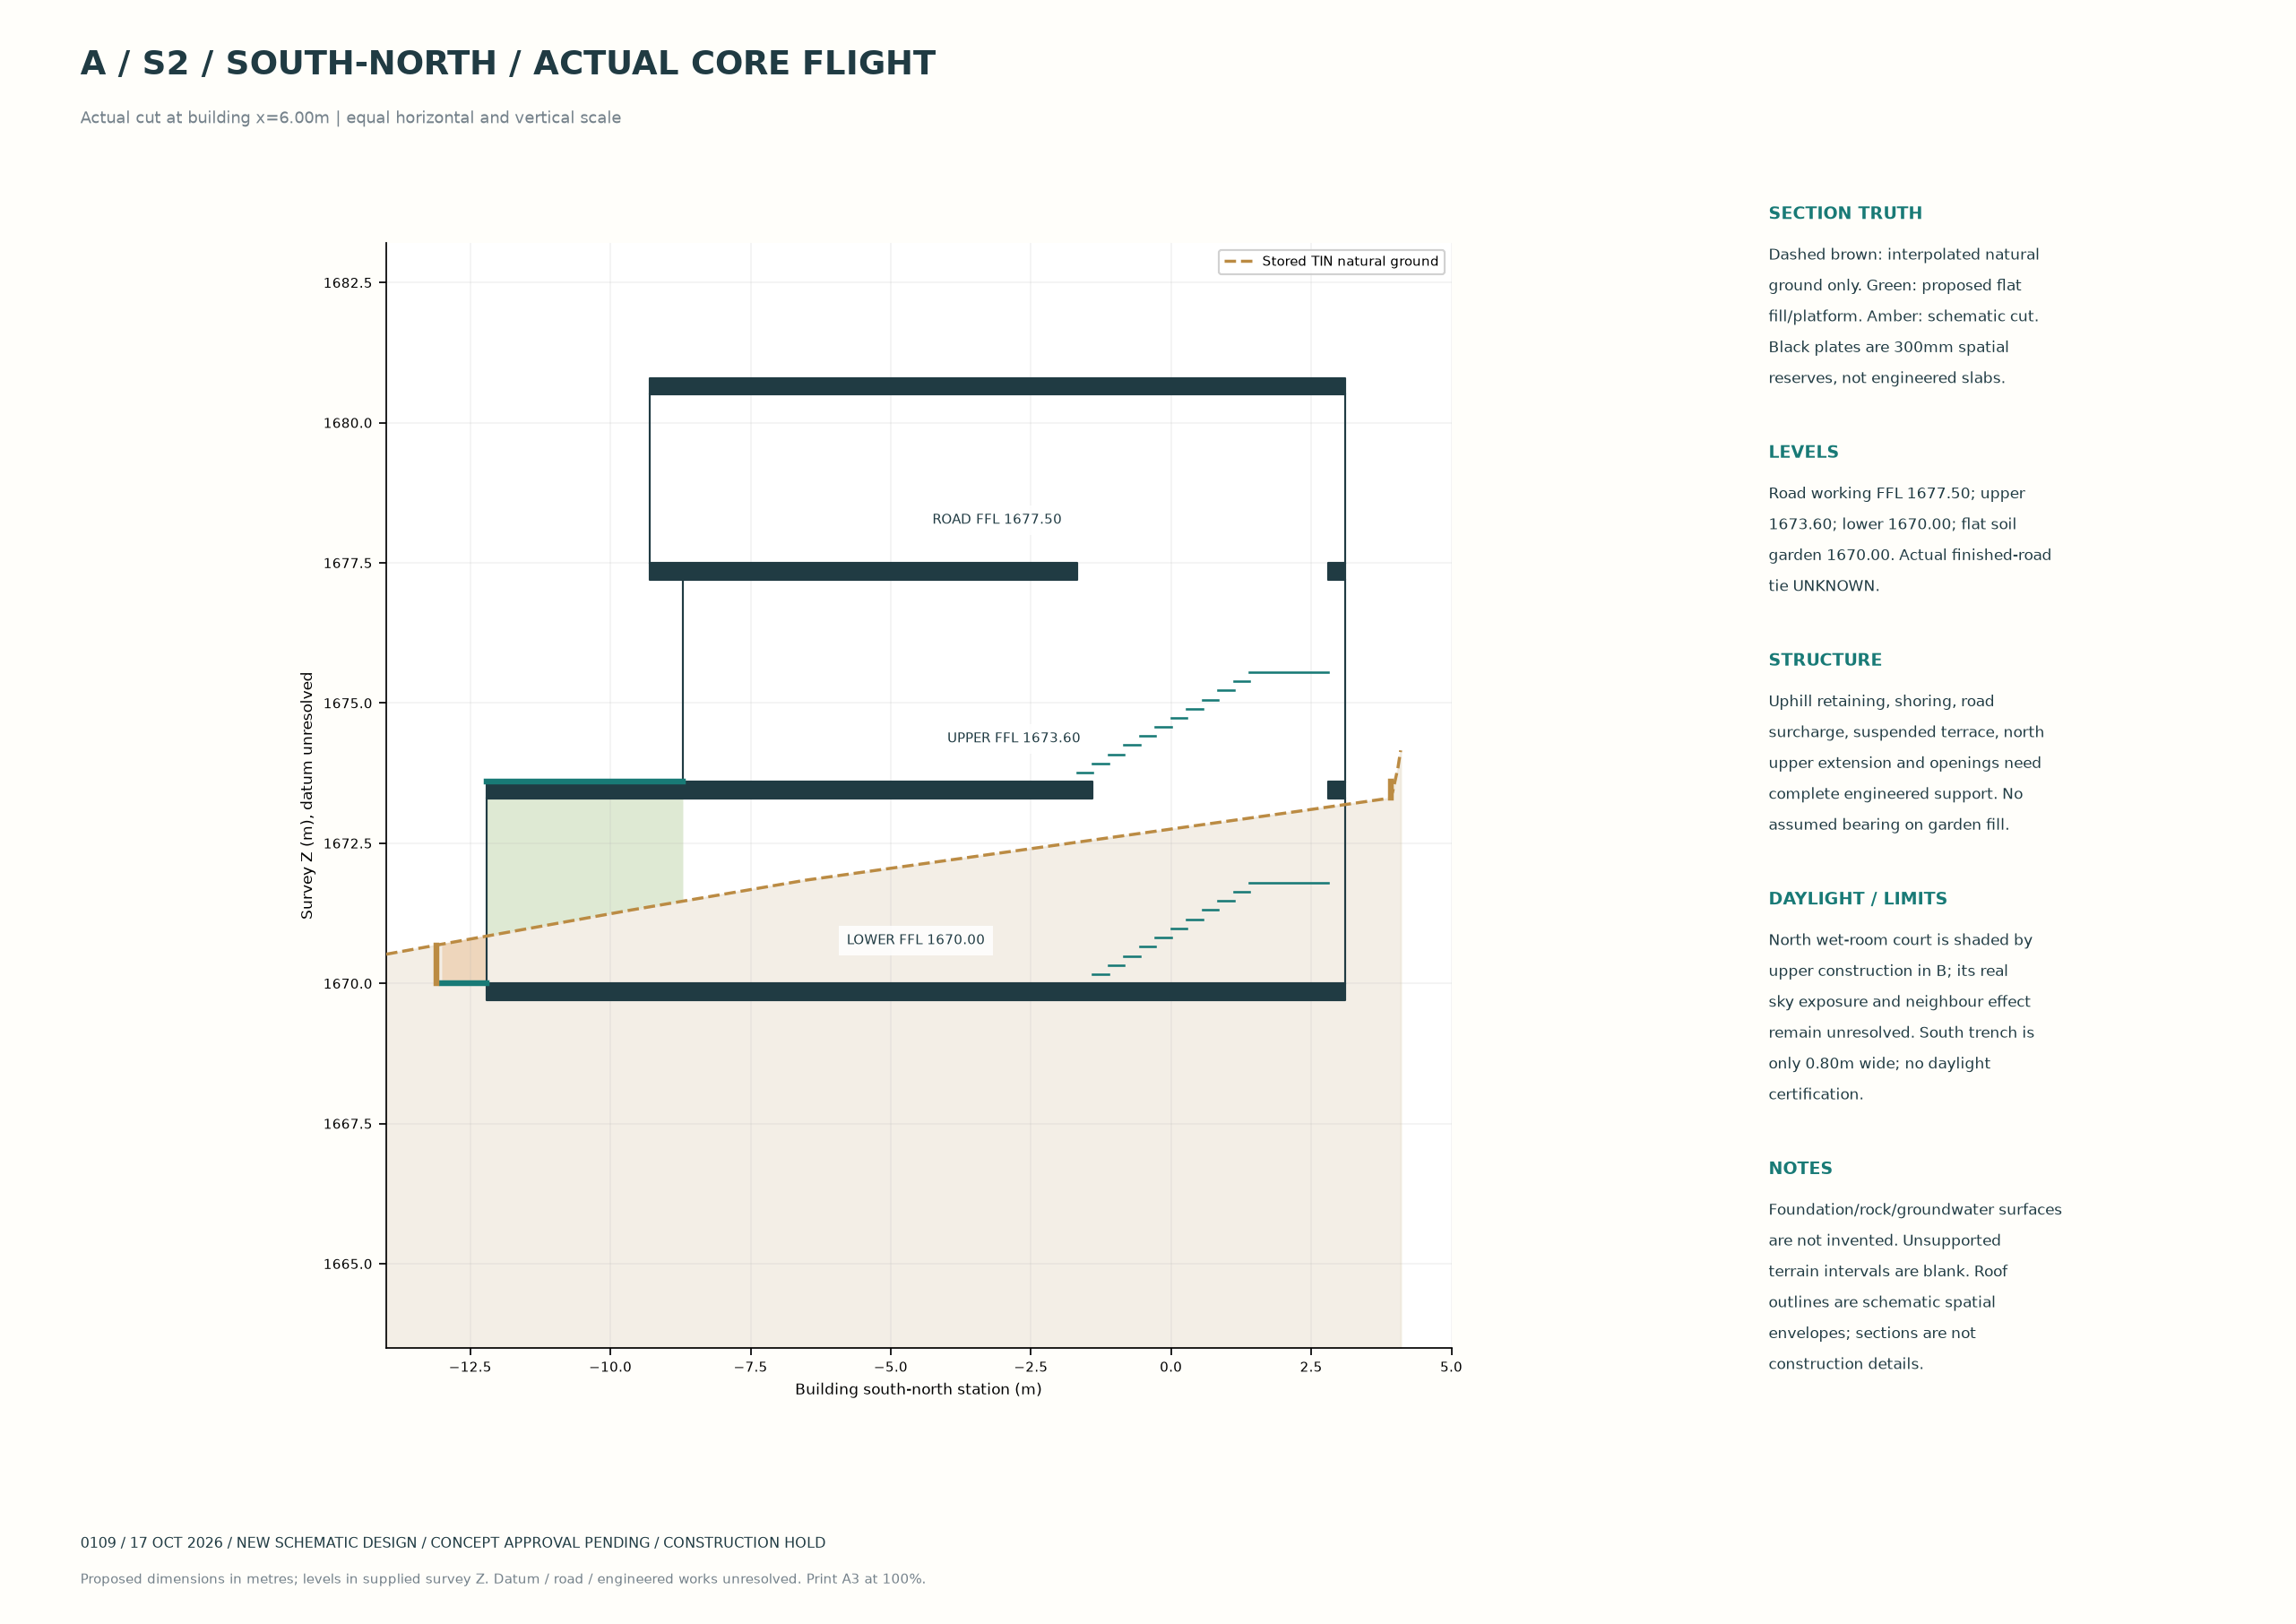 A / S2 / SOUTH-NORTH / ACTUAL CORE FLIGHT
Actual cut at building x=6.00m | equal horizontal and vertical scale
Stored TIN natural ground
1682.5
1680.0
1677.5
1675.0
1672.5
1670.0
1667.5
1665.0
Survey Z (m), datum unresolved
ROAD FFL 1677.50
UPPER FFL 1673.60
LOWER FFL 1670.00
−12.5
−10.0
−7.5
−5.0
−2.5
0.0
2.5
5.0
Building south-north station (m)
SECTION TRUTH
Dashed brown: interpolated natural
ground only. Green: proposed flat
fill/platform. Amber: schematic cut.
Black plates are 300mm spatial
reserves, not engineered slabs.
LEVELS
Road working FFL 1677.50; upper
1673.60; lower 1670.00; flat soil
garden 1670.00. Actual finished-road
tie UNKNOWN.
STRUCTURE
Uphill retaining, shoring, road
surcharge, suspended terrace, north
upper extension and openings need
complete engineered support. No
assumed bearing on garden fill.
DAYLIGHT / LIMITS
North wet-room court is shaded by
upper construction in B; its real
sky exposure and neighbour effect
remain unresolved. South trench is
only 0.80m wide; no daylight
certification.
NOTES
Foundation/rock/groundwater surfaces
are not invented. Unsupported
terrain intervals are blank. Roof
outlines are schematic spatial
envelopes; sections are not
construction details.
0109 / 17 OCT 2026 / NEW SCHEMATIC DESIGN / CONCEPT APPROVAL PENDING / CONSTRUCTION HOLD
Proposed dimensions in metres; levels in supplied survey Z. Datum / road / engineered works unresolved. Print A3 at 100%.